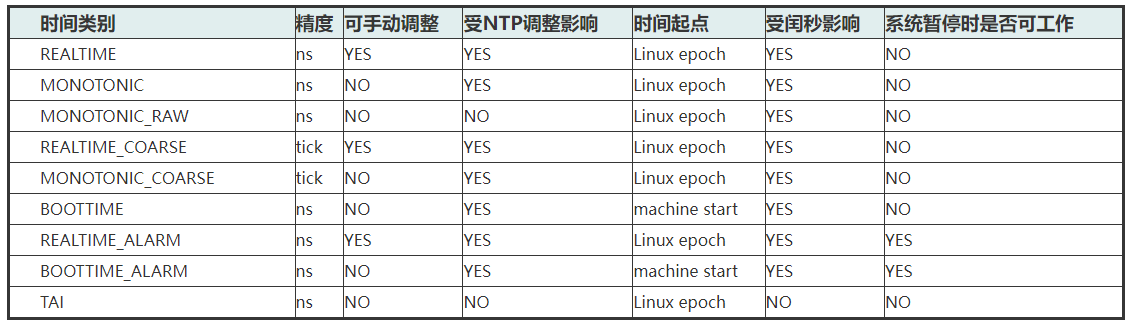 时间类别 精度 可手动调整 受NTP调整影响 时间起点 受闰秒影响 系统暂停时是否可工作
REALTIME ns YES YES Linux epoch YES NO
MONOTONIC ns NO YES Linux epoch YES NO
MONOTONIC_RAW ns NO NO Linux epoch YES NO
REALTIME_COARSE tick YES YES Linux epoch YES NO
MONOTONIC_COARSE tick NO YES Linux epoch YES NO
BOOTTIME ns NO YES machine start YES NO
REALTIME_ALARM ns YES YES Linux epoch YES YES
BOOTTIME_ALARM ns NO YES machine start YES YES
TAI ns NO NO Linux epoch NO NO